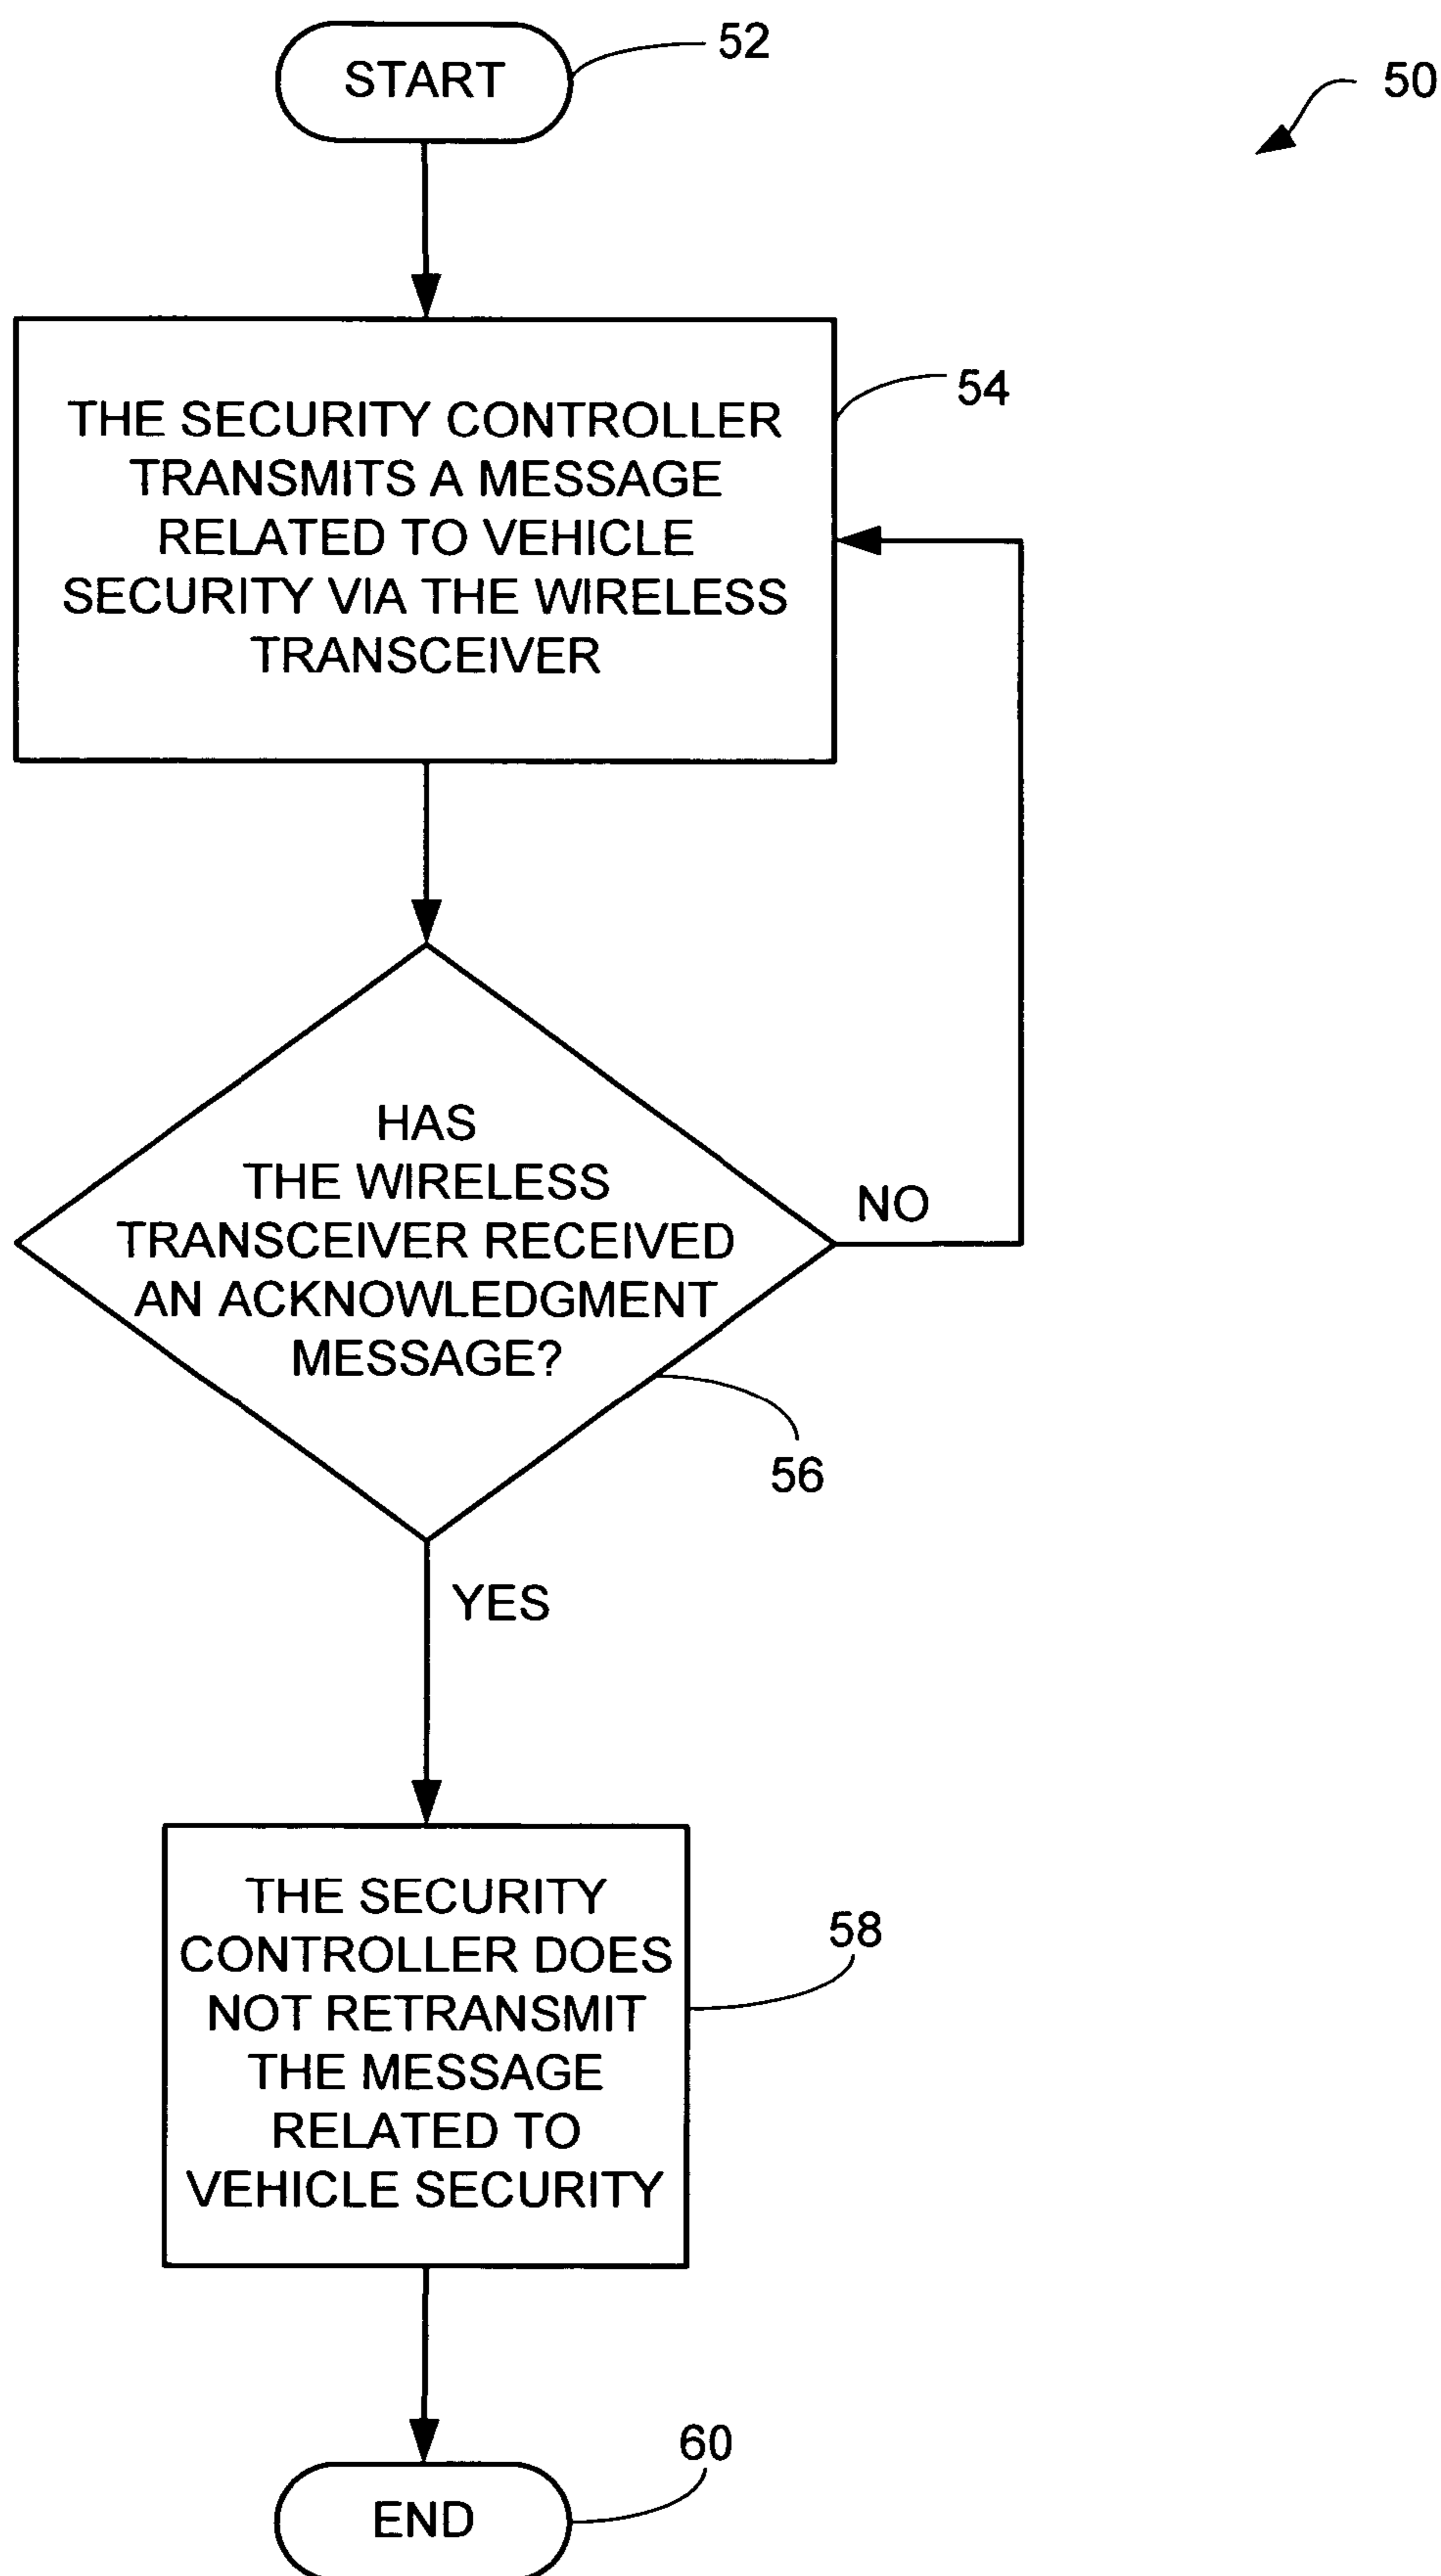 START
52
50
THE SECURITY CONTROLLER
TRANSMITS A MESSAGE
RELATED TO VEHICLE
SECURITY VIA THE WIRELESS
TRANSCEIVER
54
HAS
THE WIRELESS
TRANSCEIVER RECEIVED
AN ACKNOWLEDGMENT
MESSAGE?
NO
56
YES
THE SECURITY
CONTROLLER DOES
NOT RETRANSMIT
THE MESSAGE
RELATED TO
VEHICLE SECURITY
58
60
END